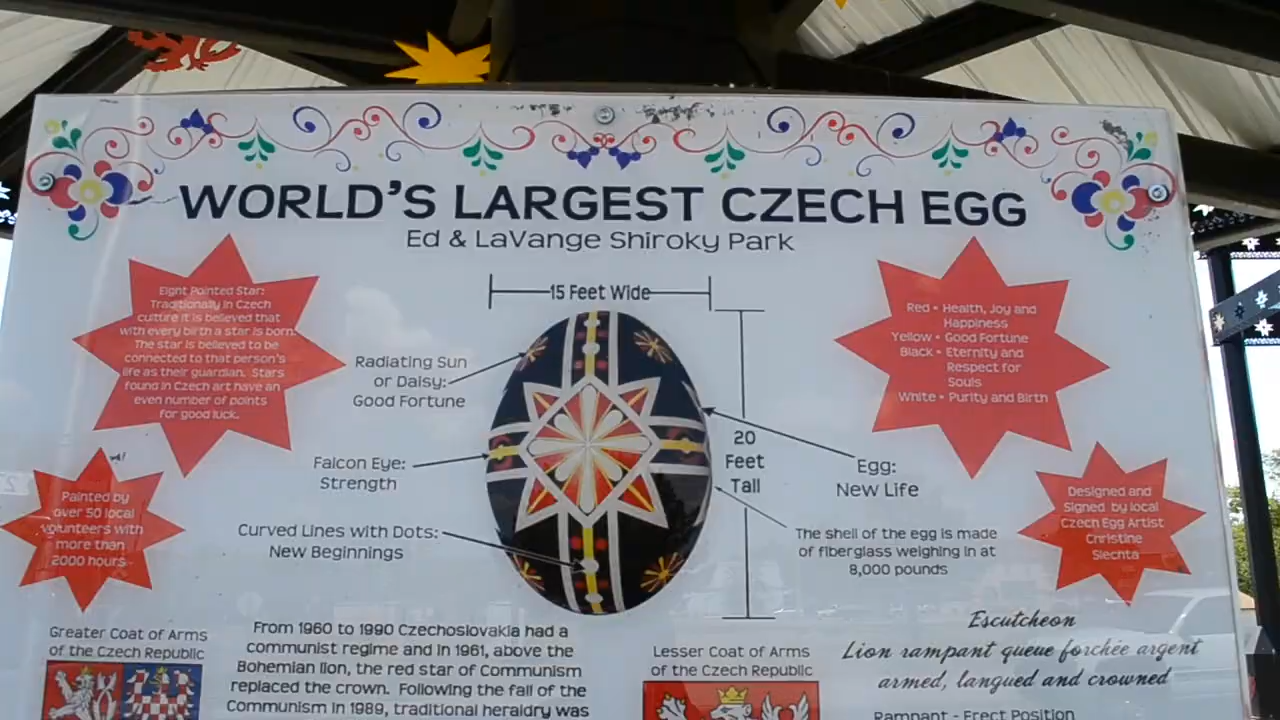 WORLD'S LARGEST CZECH EGG
Ed & LaVange Shiroky Park
Eight Pointed Star:
Traditionally in Czech
culture it is believed that
with every birth a star is born.
The star is believed to be
connected to that person's
life as their guardian. Stars
found in Czech art have an
even number of points
for good luck.
15 Feet Wide
Red • Health, Joy and
Happiness
Yellow • Good Fortune
Black • Eternity and
Respect for
Souls
White • Purity and Birth
Radiating Sun
or Daisy:
Good Fortune
20
Feet
Tall
Falcon Eye:
Strength
Egg:
New Life
Painted by
over 50 local
volunteers with
more than
2000 hours
Curved Lines with Dots:
New Beginnings
The shell of the egg is made
of fiberglass weighing in at
8,000 pounds
Designed and
Signed by local
Czech Egg Artist
Christine
Slechta
Greater Coat of Arms
of the Czech Republic
From 1960 to 1990 Czechoslovakia had a
communist regime and in 1961, above the
Bohemian lion, the red star of Communism
replaced the crown. Following the fall of the
Communism in 1989, traditional heraldry was
Lesser Coat of Arms
of the Czech Republic
Escutcheon
Lion rampant queue forchée argent
armed, langued and crowned
Rampant - Erect Position